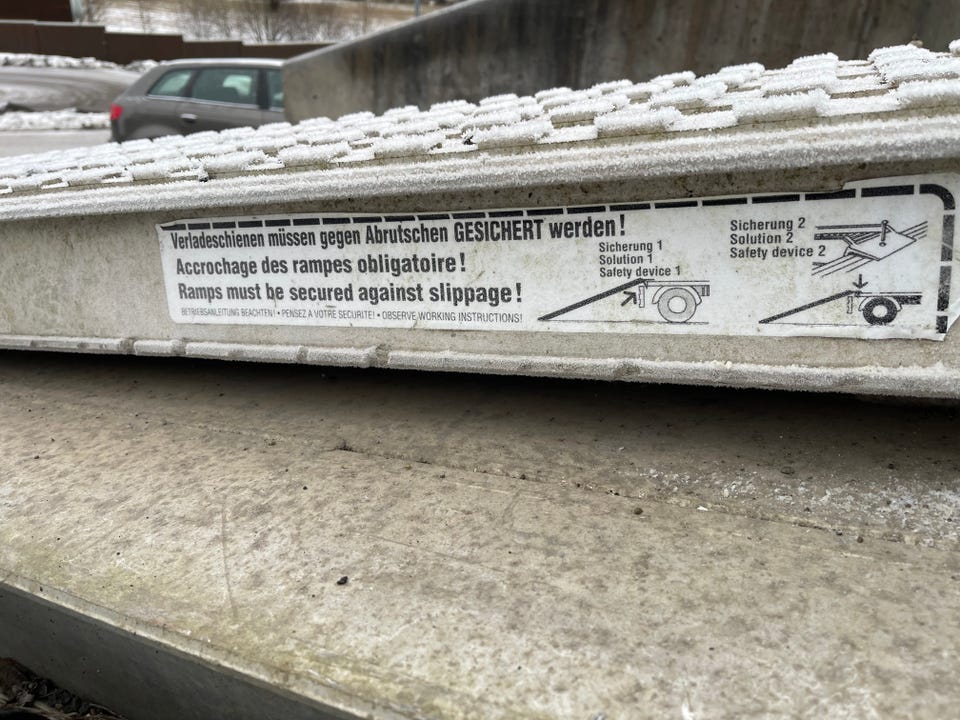 Verladeschienen müssen gegen Abrutschen GESICHERT werden!
Accrochage des rampes obligatoire!
Ramps must be secured against slippage!
BETRIEBSANLEITUNG BEACHTEN! • PENSEZ A VOTRE SECURITE! • OBSERVE WORKING INSTRUCTIONS!
Sicherung 1
Solution 1
Safety device 1
Sicherung 2
Solution 2
Safety device 2